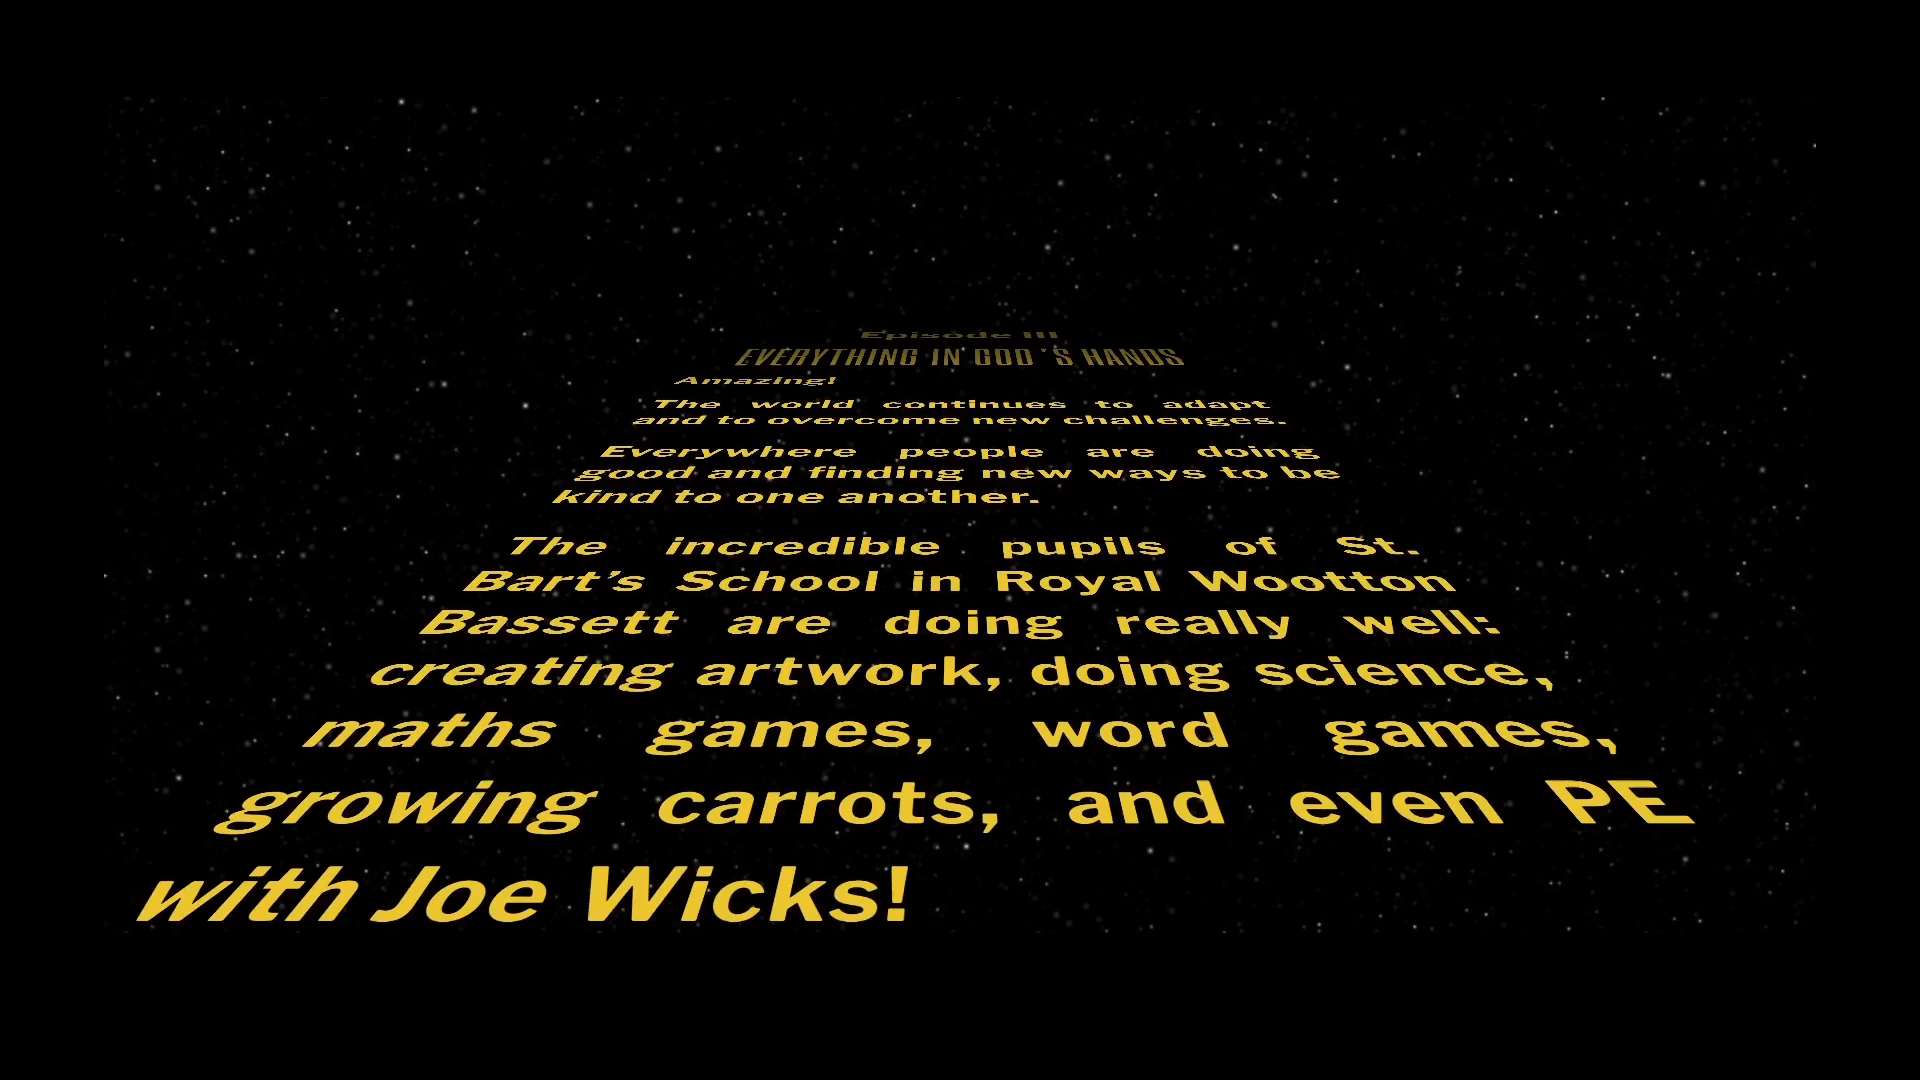 Episode III
EVERYTHING IN GOD'S HANDS
Amazing!
The world continues to adapt
and to overcome new challenges.
Everywhere people are doing
good and finding new ways to be
kind to one another.
The incredible pupils of St.
Bart’s School in Royal Wootton
Bassett are doing really well:
creating artwork, doing science,
maths games, word games,
growing carrots, and even PE
with Joe Wicks!